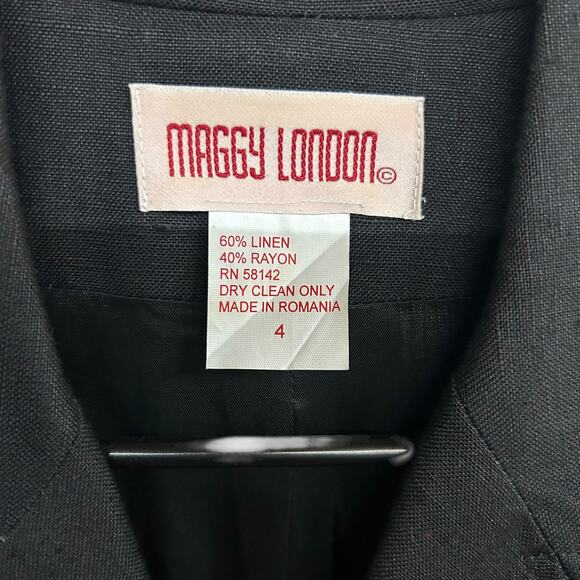 MAGGY LONDON©
60% LINEN
40% RAYON
RN 58142
DRY CLEAN ONLY
MADE IN ROMANIA
4